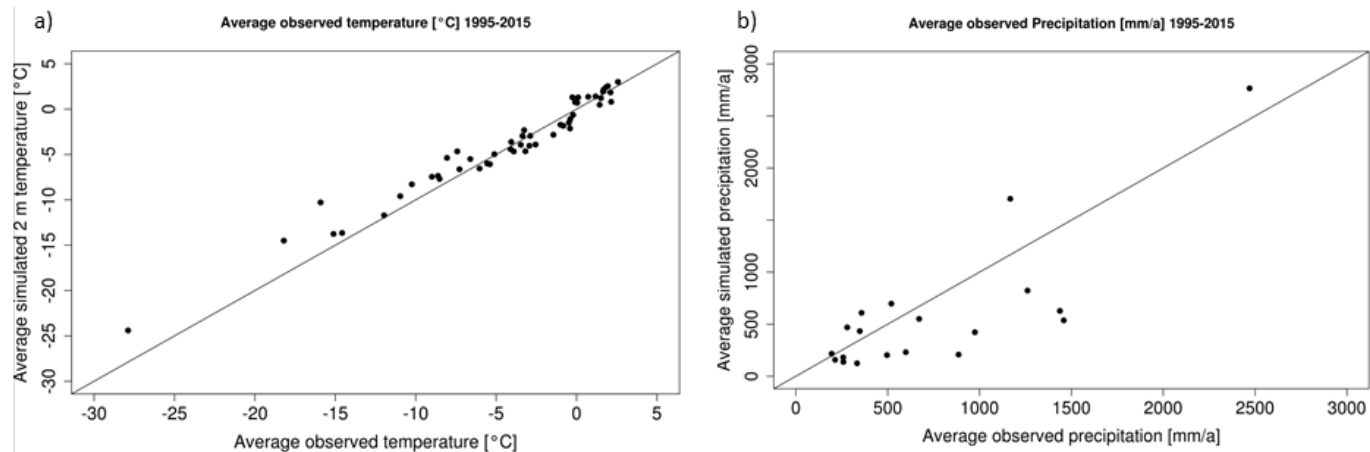 a)
Average observed temperature [°C] 1995-2015
Average simulated 2 m temperature [°C]
5
0
-5
-10
-15
-20
-25
-30
-30 -25 -20 -15 -10 -5 0 5
Average observed temperature [°C]
b)
Average observed Precipitation [mm/a] 1995-2015
Average simulated precipitation [mm/a]
3000
2000
1000
500
0
0 500 1000 1500 2000 2500 3000
Average observed precipitation [mm/a]